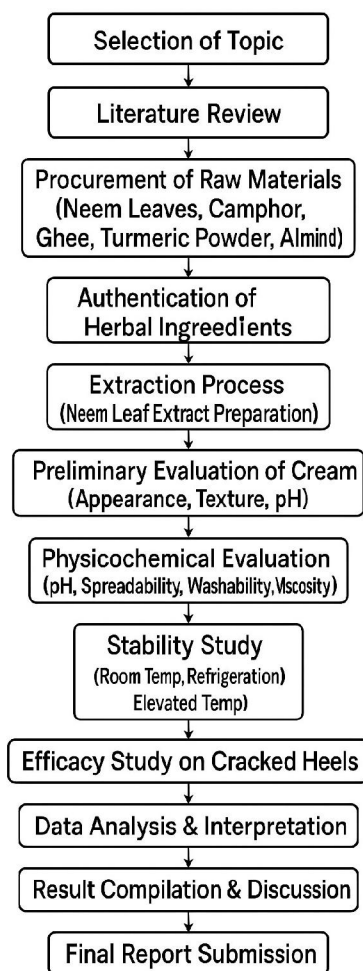 Selection of Topic
Literature Review
Procurement of Raw Materials
(Neem Leaves, Camphor,
Ghee, Turmeric Powder, Almind)
Authentication of
Herbal Ingreedients
Extraction Process
(Neem Leaf Extract Preparation)
Preliminary Evaluation of Cream
(Appearance, Texture, pH)
Physicochemical Evaluation
(pH, Spreadability, Washability, Viscosity)
Stability Study
(Room Temp, Refrigeration)
Elevated Temp)
Efficacy Study on Cracked Heels
Data Analysis & Interpretation
Result Compilation & Discussion
Final Report Submission